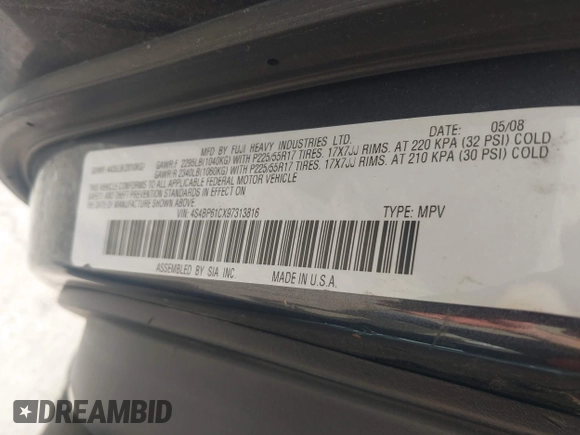 MFD BY FUJI HEAVY INDUSTRIES LTD. DATE: 05/08
GAWR:F 2295LB(1040KG) WITH P225/55R17 TIRES. 17X7JJ RIMS. AT 220 KPA (32 PSI) COLD
GAWR:R 2340LB(1060KG) WITH P225/55R17 TIRES. 17X7JJ RIMS. AT 210 KPA (30 PSI) COLD
THIS VEHICLE CONFORMS TO ALL APPLICABLE FEDERAL MOTOR VEHICLE
SAFETY AND THEFT PREVENTION STANDARDS IN EFFECT ON THE DATE OF
MANUFACTURE SHOWN ABOVE.
VIN: 4S4BP61CX97313816 TYPE: MPV
ASSEMBLED BY SIA INC. MADE IN U.S.A.
DREAMBID